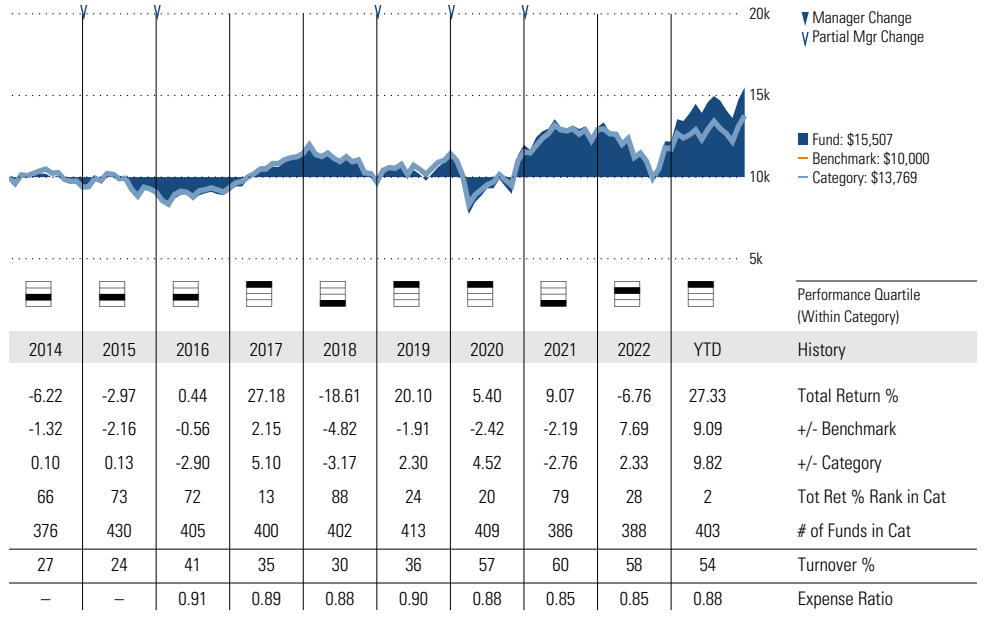 20k
15k
10k
5k
Manager Change
Partial Mgr Change
Fund: $15,507
Benchmark: $10,000
Category: $13,769
Performance Quartile
(Within Category)
2014 2015 2016 2017 2018 2019 2020 2021 2022 YTD History
-6.22 -2.97 0.44 27.18 -18.61 20.10 5.40 9.07 -6.76 27.33 Total Return %
-1.32 -2.16 -0.56 2.15 -4.82 -1.91 -2.42 -2.19 7.69 9.09 +/- Benchmark
0.10 0.13 -2.90 5.10 -3.17 2.30 4.52 -2.76 2.33 9.82 +/- Category
66 73 72 13 88 24 20 79 28 2 Tot Ret % Rank in Cat
376 430 405 400 402 413 409 386 388 403 # of Funds in Cat
27 24 41 35 30 36 57 60 58 54 Turnover %
– – 0.91 0.89 0.88 0.90 0.88 0.85 0.85 0.88 Expense Ratio